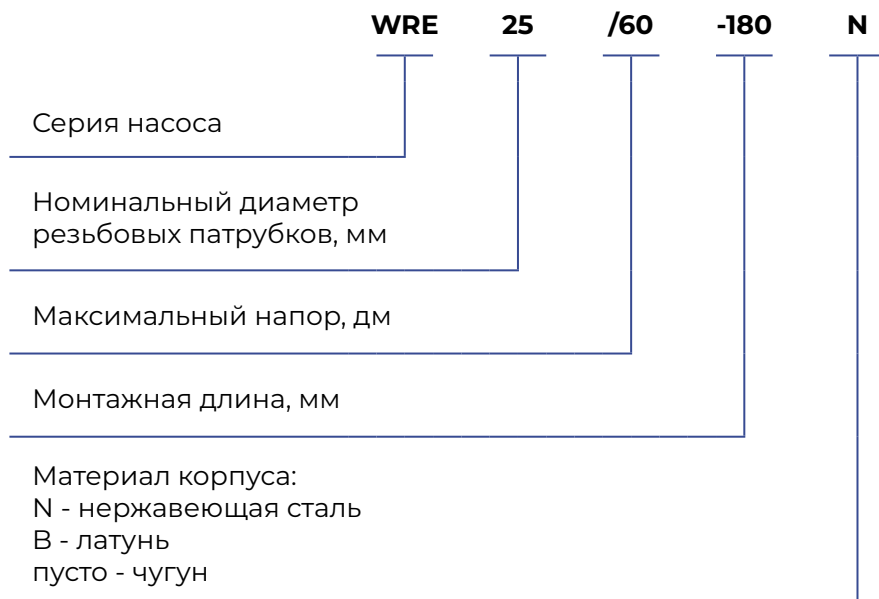 WRE 25 /60 -180 N
Серия насоса
Номинальный диаметр
резьбовых патрубков, мм
Максимальный напор, дм
Монтажная длина, мм
Материал корпуса:
N - нержавеющая сталь
B - латунь
пусто - чугун